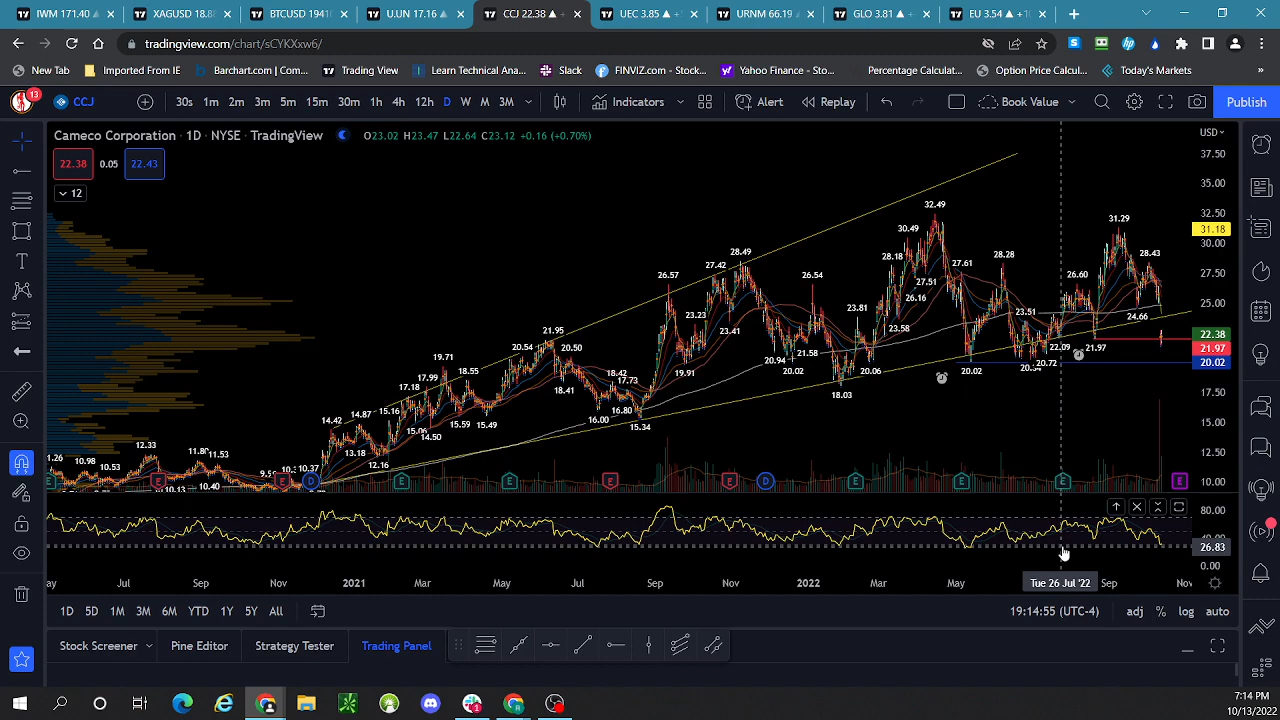 IWM 171.40
XAGUSD 18.8
BTCUSD 1941
U.UN 17.16
CCJ 22.38
UEC 3.85
URNM 66.19
GLO 3.81
EU 3.54
tradingview.com/chart/sCYKXxw6/
New Tab
Imported From IE
Barchart.com | Com...
Trading View
Learn Technical Ana...
Slack
FINVIZ.com - Stock...
Yahoo Finance - Sto...
Percentage Calculat...
Option Price Calcul...
Today's Markets
»
13
CCJ
30s 1m 2m 3m 5m 15m 30m 1h 4h 12h D W M 3M
Indicators
Alert
Replay
Book Value
Publish
Cameco Corporation · 1D · NYSE · TradingView
O23.02 H23.47 L22.64 C23.12 +0.16 (+0.70%)
USD
22.38 0.05 22.43
12
37.50
35.00
32.50
31.18
30.00
27.50
25.00
22.38
21.97
20.02
17.50
15.00
12.50
10.00
32.49
31.29
30.49
28.49
28.43
28.18
28.28
27.42
27.61
26.57
26.54
26.60
27.51
26.16
24.66
23.81
23.51
23.23
23.41
23.58
21.95
20.54
20.50
20.94
21.58
22.09
21.97
20.02
20.06
20.02
20.72
19.71
19.91
18.55
17.99
17.18
18.41
18.42
17.73
18.03
16.80
16.00
15.34
15.16
15.59
15.49
14.87
14.42
14.50
13.18
12.16
12.33
11.53
10.98
10.53
10.40
10.37
80.00
26.83
0.00
Jul Sep Nov 2021 Mar May Jul Sep Nov 2022 Mar May Tue 26 Jul '22 Sep Nov
1D 5D 1M 3M 6M YTD 1Y 5Y All
19:14:55 (UTC-4)
adj % log auto
Stock Screener
Pine Editor
Strategy Tester
Trading Panel
7:14 PM
10/13/2022